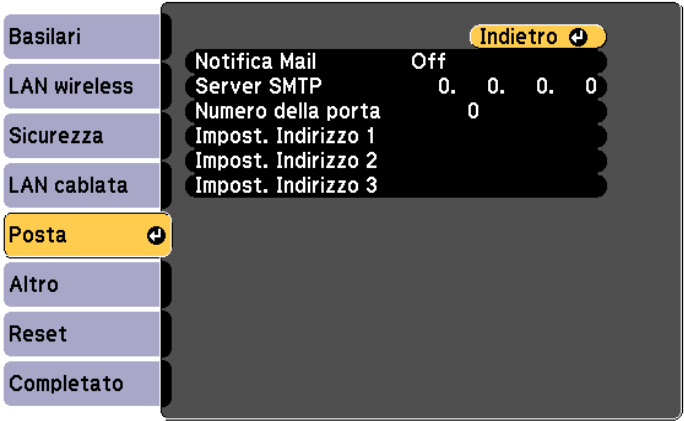 Basilari
LAN wireless
Sicurezza
LAN cablata
Posta
Altro
Reset
Completato
Indietro
Notifica Mail Off
Server SMTP 0. 0. 0. 0
Numero della porta 0
Impost. Indirizzo 1
Impost. Indirizzo 2
Impost. Indirizzo 3